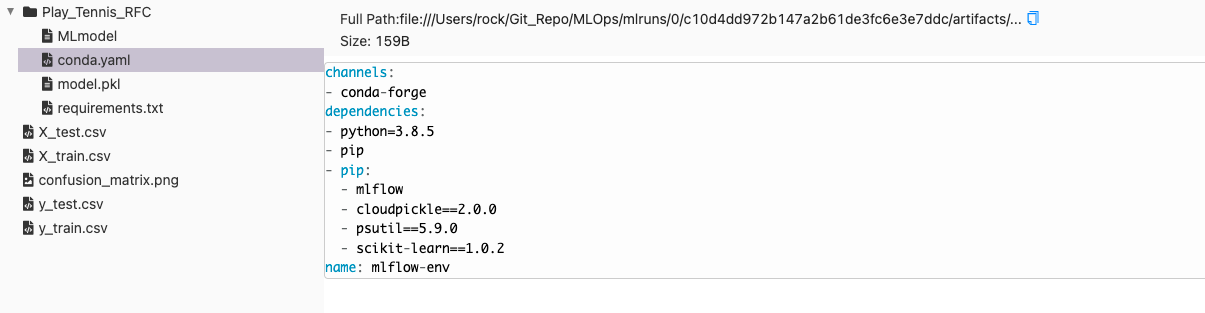 Play_Tennis_RFC
MLmodel
conda.yaml
model.pkl
requirements.txt
X_test.csv
X_train.csv
confusion_matrix.png
y_test.csv
y_train.csv
Full Path:file:///Users/rock/Git_Repo/MLOps/mlruns/0/c10d4dd972b147a2b61de3fc6e3e7ddc/artifacts/...
Size: 159B
channels:
- conda-forge
dependencies:
- python=3.8.5
- pip
- pip:
  - mlflow
  - cloudpickle==2.0.0
  - psutil==5.9.0
  - scikit-learn==1.0.2
name: mlflow-env